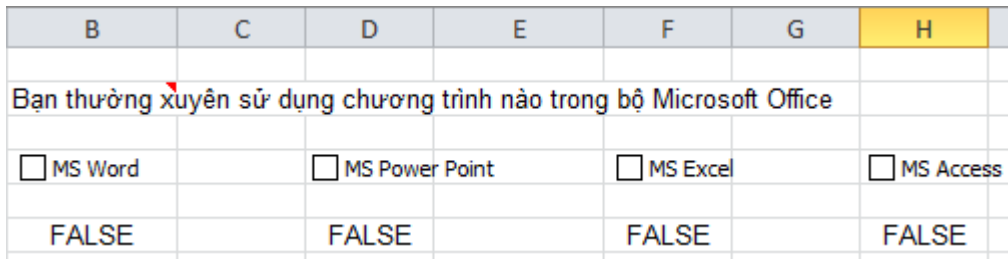 B C D E F G H
Bạn thường xuyên sử dụng chương trình nào trong bộ Microsoft Office
MS Word MS Power Point MS Excel MS Access
FALSE FALSE FALSE FALSE